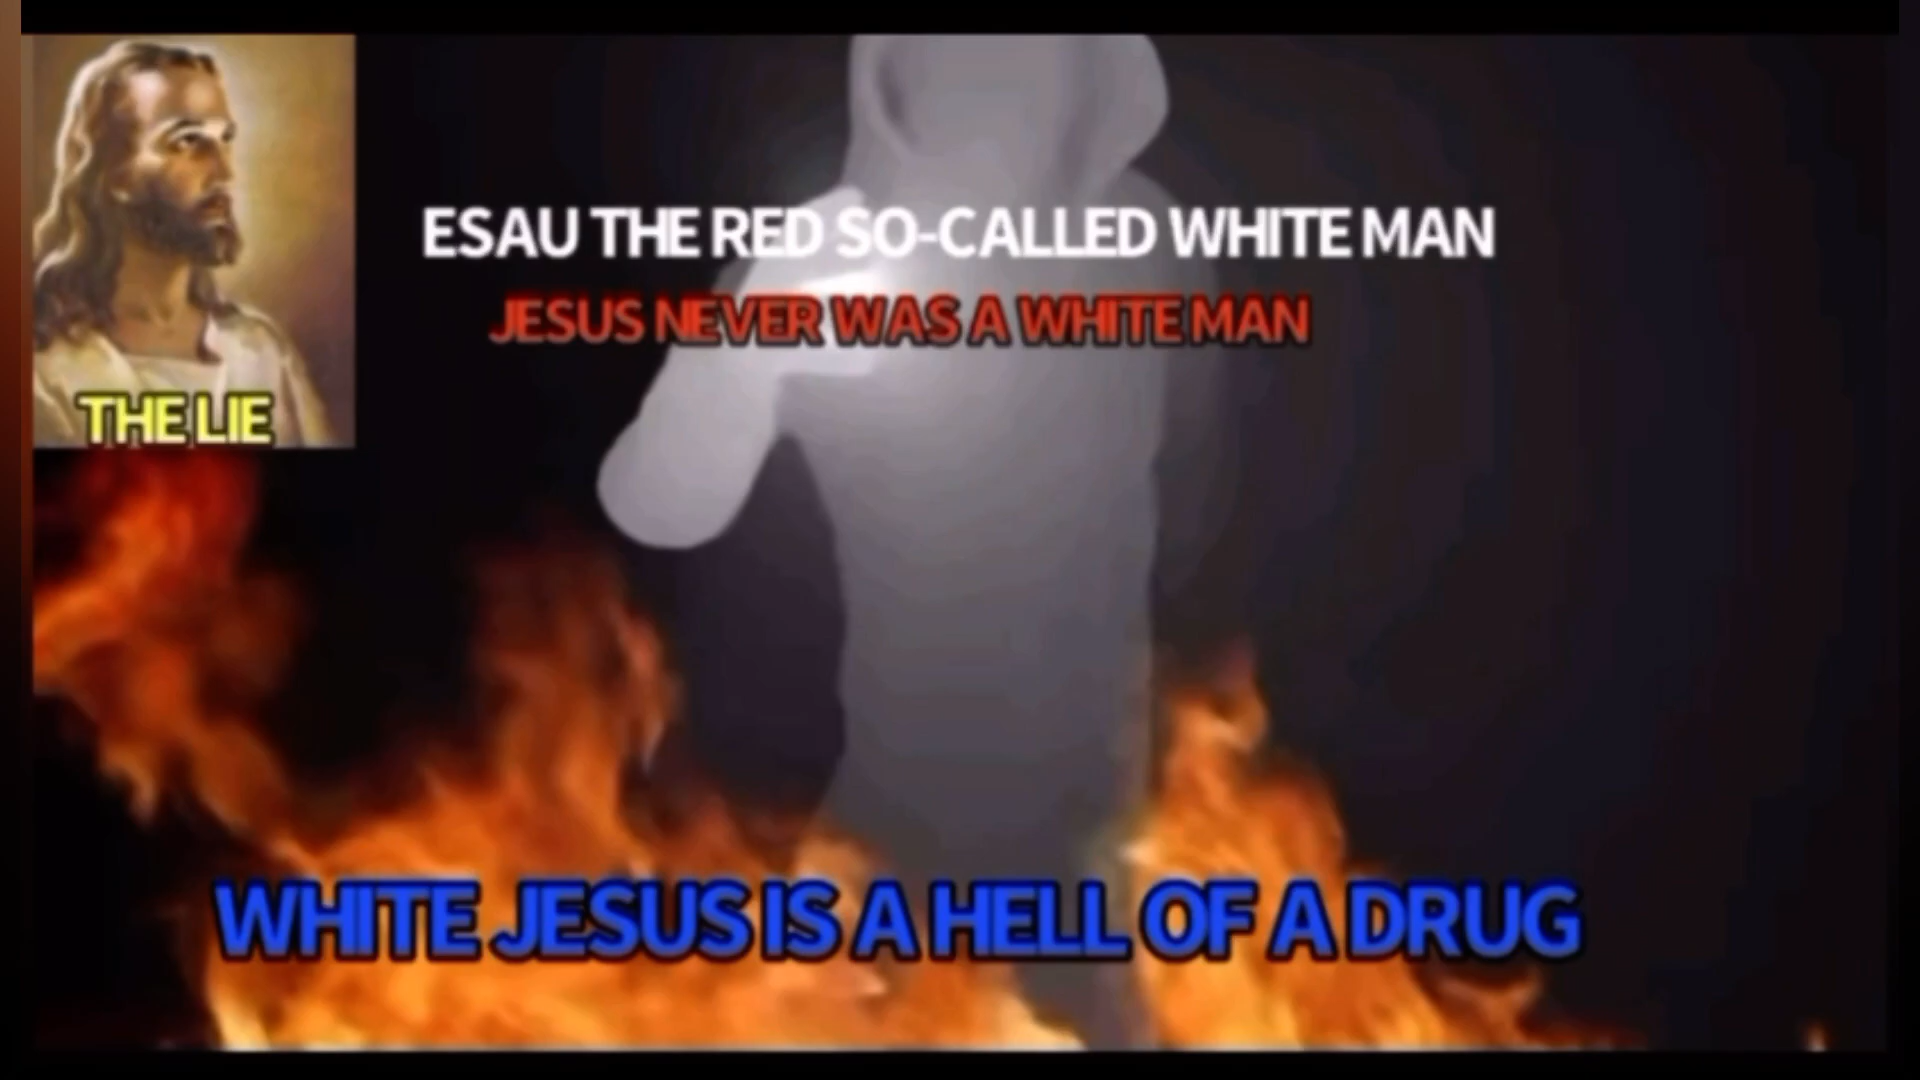 ESAU THE RED SO-CALLED WHITE MAN
JESUS NEVER WAS A WHITE MAN
THE LIE
WHITE JESUS IS A HELL OF A DRUG